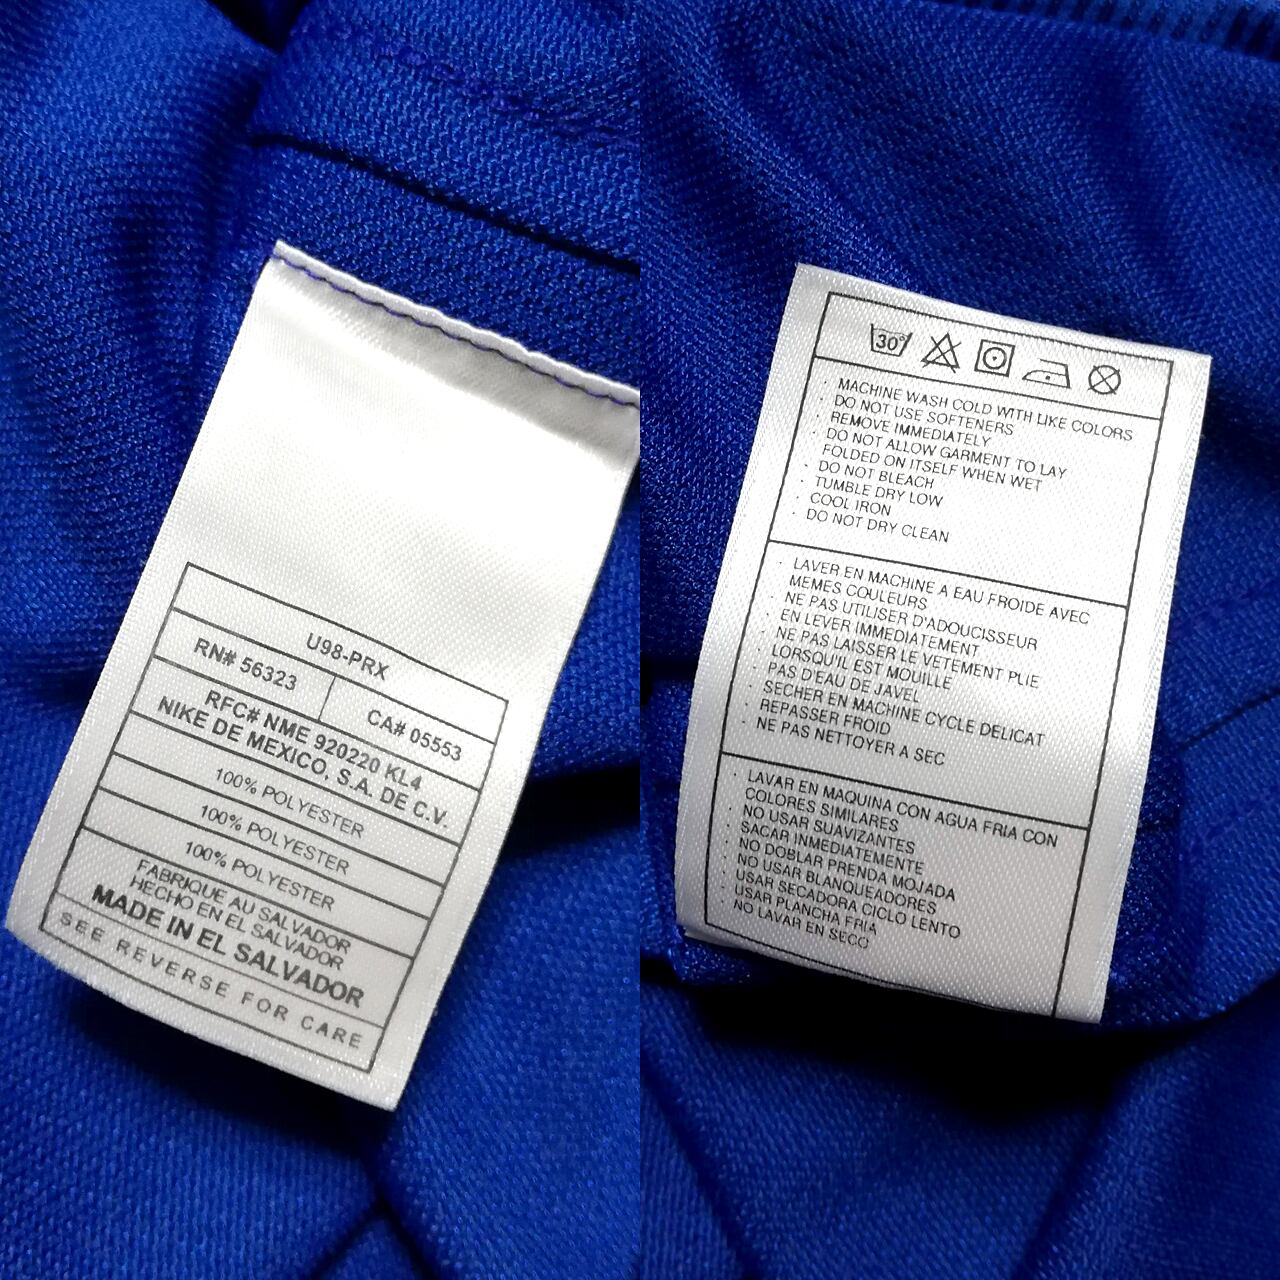 U98-PRX
RN# 56323
CA# 05553
RFC# NME 920220 KL4
NIKE DE MEXICO, S.A. DE C.V.
100% POLYESTER
100% POLYESTER
100% POLYESTER
FABRIQUE AU SALVADOR
HECHO EN EL SALVADOR
MADE IN EL SALVADOR
SEE REVERSE FOR CARE
30°
· MACHINE WASH COLD WITH LIKE COLORS
· DO NOT USE SOFTENERS
· REMOVE IMMEDIATELY
· DO NOT ALLOW GARMENT TO LAY
FOLDED ON ITSELF WHEN WET
· DO NOT BLEACH
· TUMBLE DRY LOW
· COOL IRON
· DO NOT DRY CLEAN
· LAVER EN MACHINE A EAU FROIDE AVEC
MEMES COULEURS
· NE PAS UTILISER D'ADOUCISSEUR
· EN LEVER IMMEDIATEMENT
· NE PAS LAISSER LE VETEMENT PLIE
LORSQU'IL EST MOUILLE
· PAS D'EAU DE JAVEL
· SECHER EN MACHINE CYCLE DELICAT
· REPASSER FROID
· NE PAS NETTOYER A SEC
· LAVAR EN MAQUINA CON AGUA FRIA CON
COLORES SIMILARES
· NO USAR SUAVIZANTES
· SACAR INMEDIATEMENTE
· NO DOBLAR PRENDA MOJADA
· NO USAR BLANQUEADORES
· USAR SECADORA CICLO LENTO
· USAR PLANCHA FRIA
· NO LAVAR EN SECO